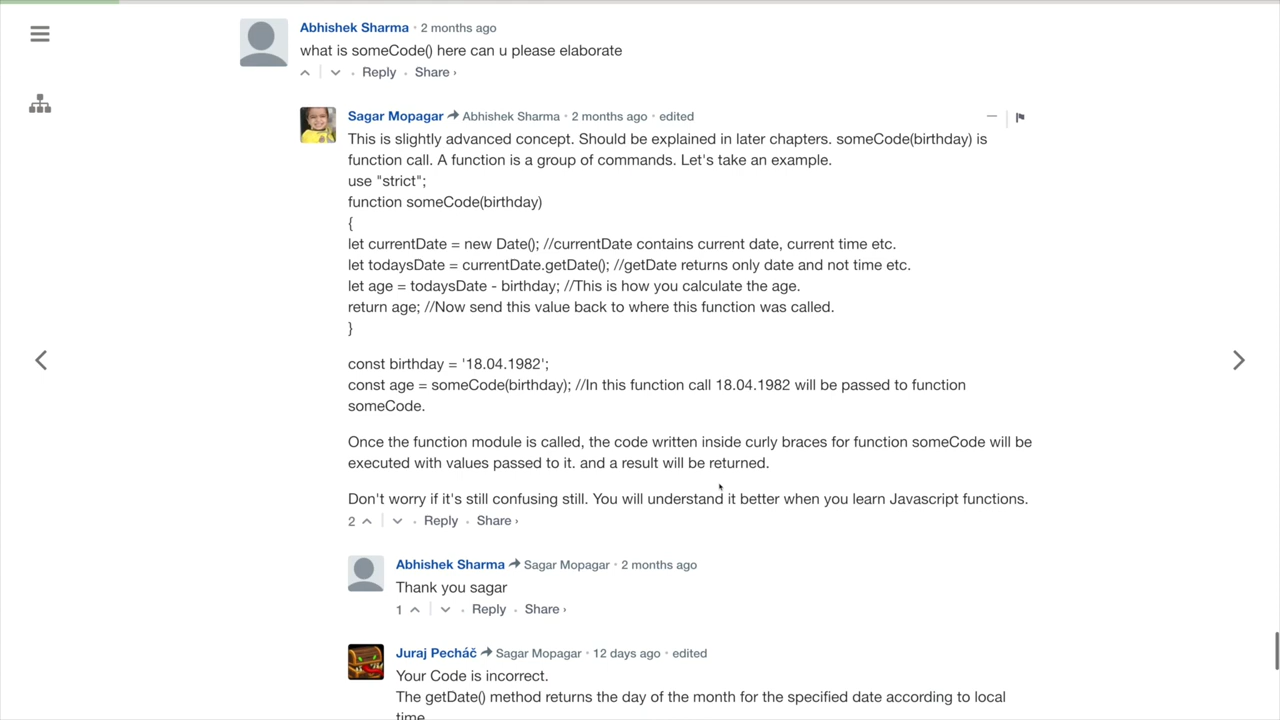 Abhishek Sharma · 2 months ago
what is someCode() here can u please elaborate
Reply · Share ›
Sagar Mopagar Abhishek Sharma · 2 months ago · edited
This is slightly advanced concept. Should be explained in later chapters. someCode(birthday) is
function call. A function is a group of commands. Let's take an example.
use "strict";
function someCode(birthday)
{
let currentDate = new Date(); //currentDate contains current date, current time etc.
let todaysDate = currentDate.getDate(); //getDate returns only date and not time etc.
let age = todaysDate - birthday; //This is how you calculate the age.
return age; //Now send this value back to where this function was called.
}
const birthday = '18.04.1982';
const age = someCode(birthday); //In this function call 18.04.1982 will be passed to function
someCode.
Once the function module is called, the code written inside curly braces for function someCode will be
executed with values passed to it. and a result will be returned.
Don't worry if it's still confusing still. You will understand it better when you learn Javascript functions.
2 · Reply · Share ›
Abhishek Sharma Sagar Mopagar · 2 months ago
Thank you sagar
1 · Reply · Share ›
Juraj Pecháč Sagar Mopagar · 12 days ago · edited
Your Code is incorrect.
The getDate() method returns the day of the month for the specified date according to local
time